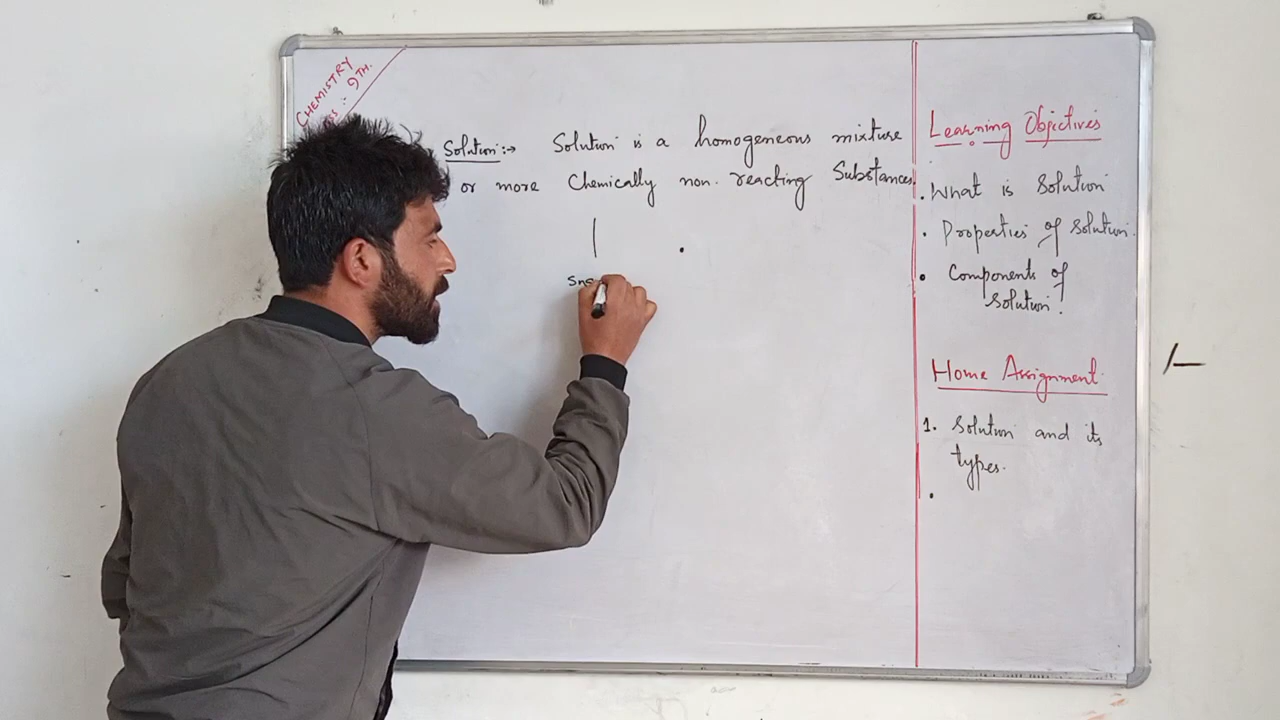 CHEMISTRY
: 9TH.
Solution:→ Solution is a homogeneous mixture
or more Chemically non. reacting Substances.
Learning Objectives
. What is Solution
. Properties of Solution.
. Components of
Solution.
Home Assignment.
1. Solution and its
types.